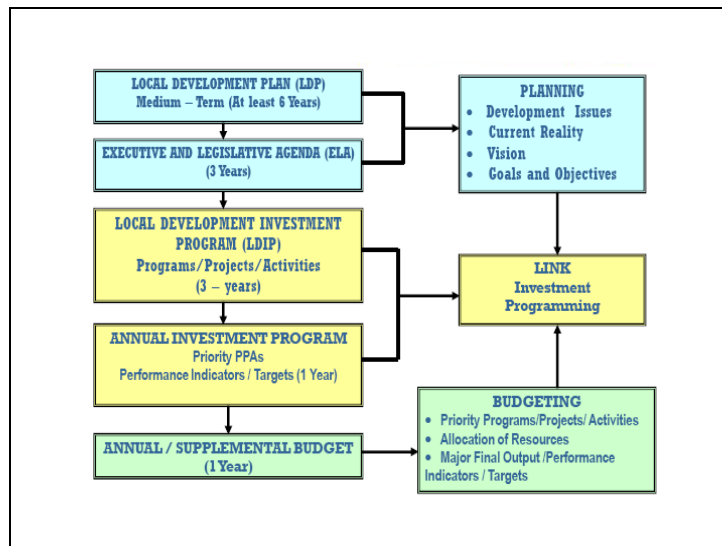 LOCAL DEVELOPMENT PLAN (LDP)
Medium – Term (At least 6 Years)
EXECUTIVE AND LEGISLATIVE AGENDA (ELA)
(3 Years)
LOCAL DEVELOPMENT INVESTMENT
PROGRAM (LDIP)
Programs/Projects/Activities
(3 – years)
ANNUAL INVESTMENT PROGRAM
Priority PPAs
Performance Indicators / Targets (1 Year)
ANNUAL / SUPPLEMENTAL BUDGET
(1 Year)
PLANNING
• Development Issues
• Current Reality
• Vision
• Goals and Objectives
LINK
Investment
Programming
BUDGETING
• Priority Programs/Projects/ Activities
• Allocation of Resources
• Major Final Output /Performance
Indicators / Targets